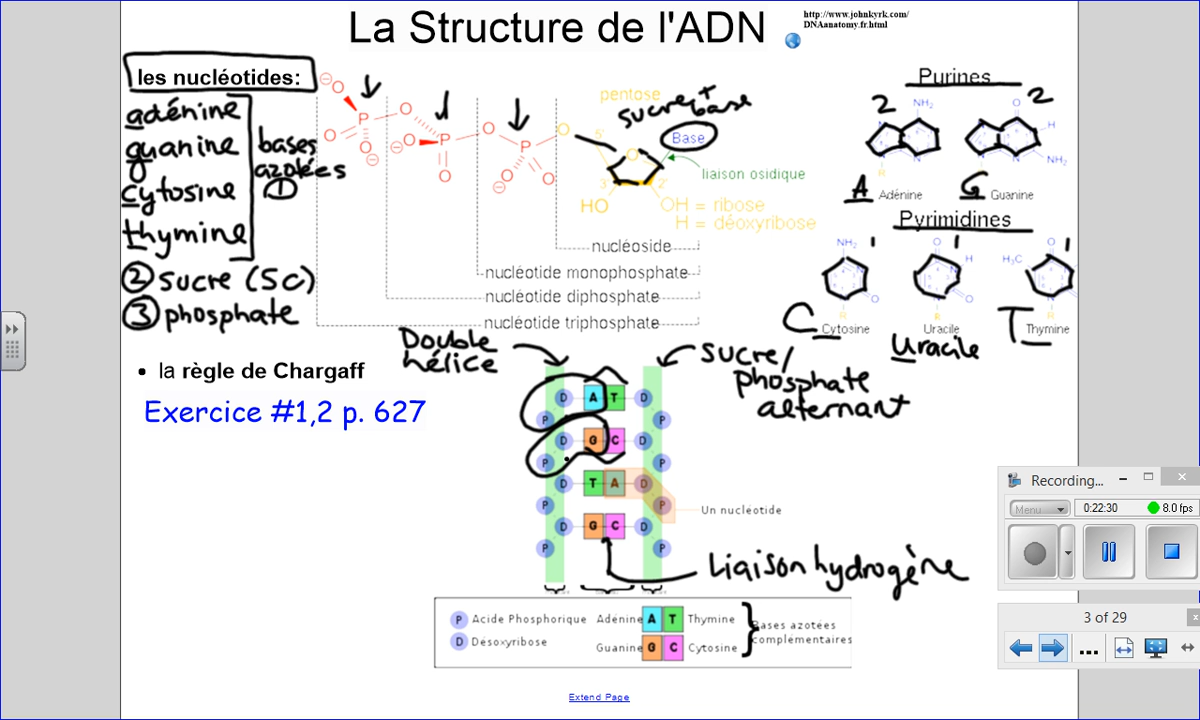 La Structure de l'ADN
http://www.johnkyrk.com/
DNAanatomy.fr.html
les nucléotides:
adénine
guanine
cytosine
thymine
bases
azotées
①
② sucre (5C)
③ phosphate
pentose
sucre +
base
Base
5'
3'
2'
liaison osidique
HO
OH = ribose
H = déoxyribose
P
O
O
O
O
P
O
O
O
P
O
O
O
O
nucléoside
nucléotide monophosphate
nucléotide diphosphate
nucléotide triphosphate
Purines
2
NH₂
2
O
H
NH₂
R
R
A Adénine
G Guanine
Pyrimidines
NH₂ 1
O 1
O 1
H
H₃C
O
O
R
R
R
C Cytosine
Uracile
T Thymine
Uracile
Double
hélice
sucre/
phosphate
alternant
• la règle de Chargaff
Exercice #1,2 p. 627
D A T D
P P
D G C D
P P
D T A D
P P
Un nucléotide
D G C D
P P
Liaison hydrogène
P Acide Phosphorique Adénine A T Thymine
D Désoxyribose
Guanine G C Cytosine
Bases azotées
complémentaires
Extend Page
Recording...
Menu
0:22:30
8.0 fps
3 of 29